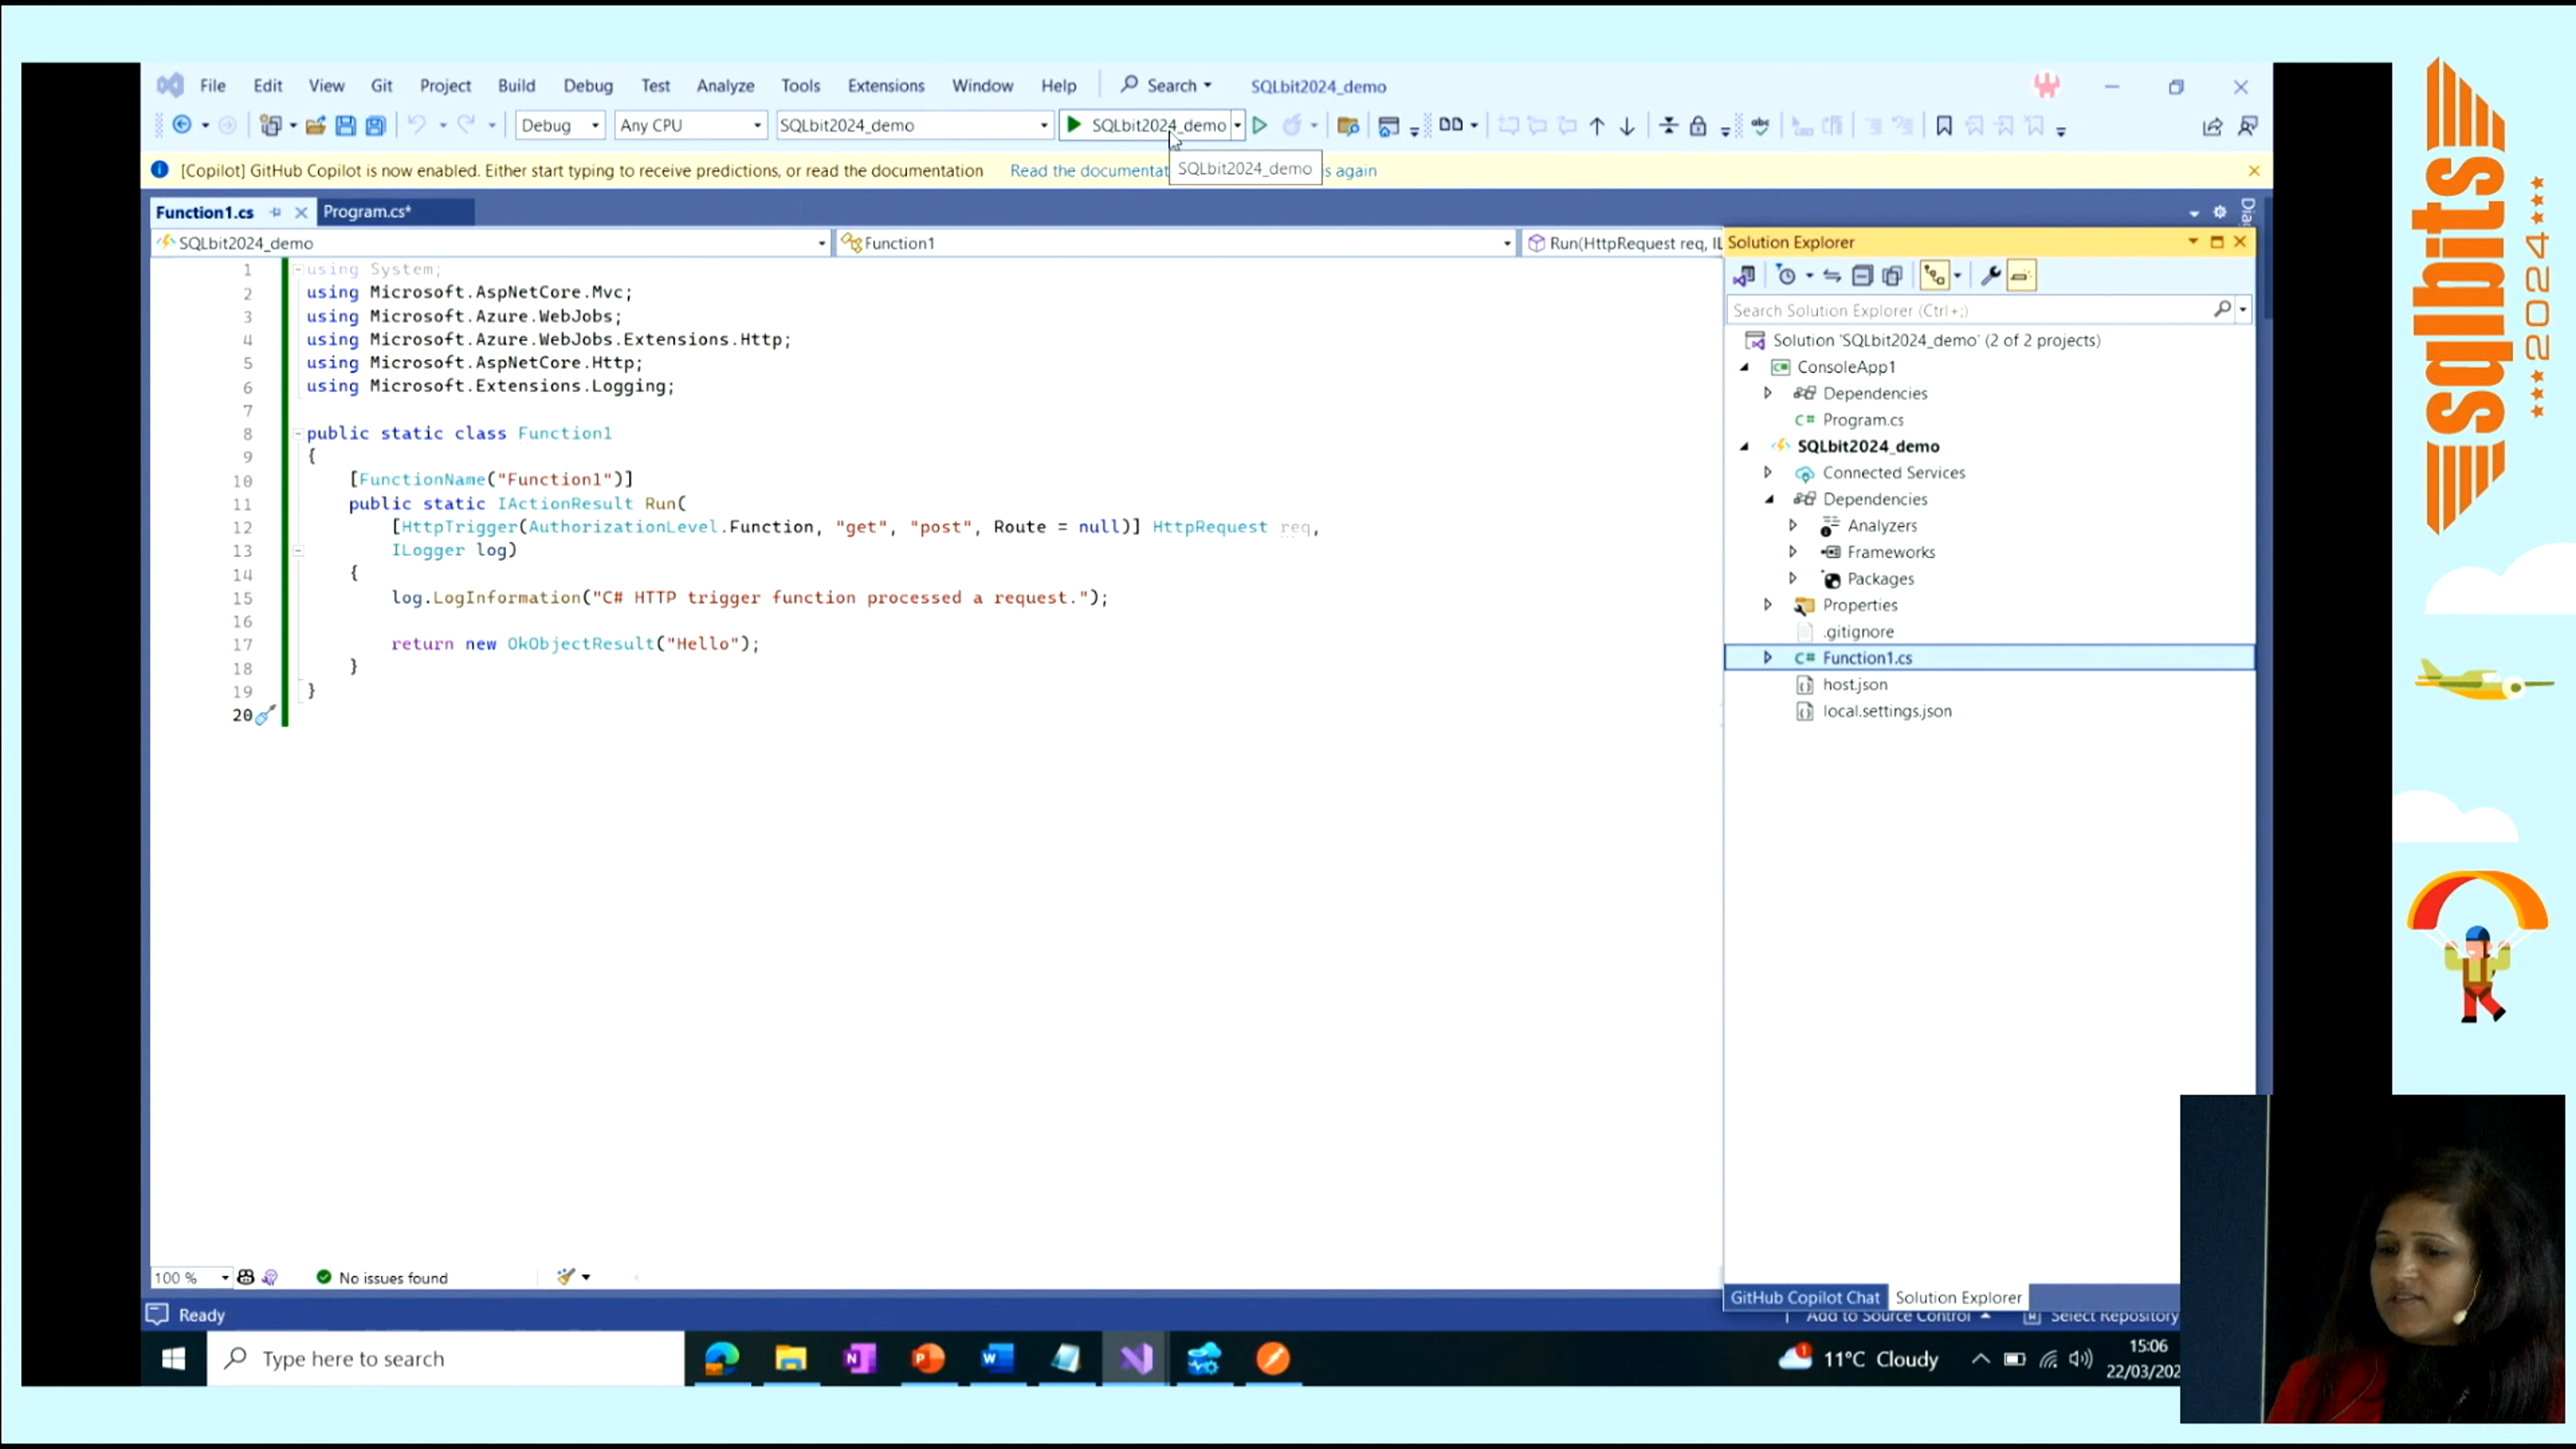 File Edit View Git Project Build Debug Test Analyze Tools Extensions Window Help Search SQLbit2024_demo
Debug Any CPU SQLbit2024_demo SQLbit2024_demo
[Copilot] GitHub Copilot is now enabled. Either start typing to receive predictions, or read the documentation Read the documentat SQLbit2024_demo s again
Function1.cs Program.cs*
SQLbit2024_demo Function1 Run(HttpRequest req, IL
1 using System;
2 using Microsoft.AspNetCore.Mvc;
3 using Microsoft.Azure.WebJobs;
4 using Microsoft.Azure.WebJobs.Extensions.Http;
5 using Microsoft.AspNetCore.Http;
6 using Microsoft.Extensions.Logging;
7
8 public static class Function1
9 {
10 [FunctionName("Function1")]
11 public static IActionResult Run(
12 [HttpTrigger(AuthorizationLevel.Function, "get", "post", Route = null)] HttpRequest req,
13 ILogger log)
14 {
15 log.LogInformation("C# HTTP trigger function processed a request.");
16
17 return new OkObjectResult("Hello");
18 }
19 }
20
Solution Explorer
Search Solution Explorer (Ctrl+;)
Solution 'SQLbit2024_demo' (2 of 2 projects)
ConsoleApp1
Dependencies
C# Program.cs
SQLbit2024_demo
Connected Services
Dependencies
Analyzers
Frameworks
Packages
Properties
.gitignore
C# Function1.cs
host.json
local.settings.json
GitHub Copilot Chat Solution Explorer
100 % No issues found
Ready Add to Source Control Select Repository
Type here to search
11°C Cloudy
15:06
22/03/202
sqlbits
2024